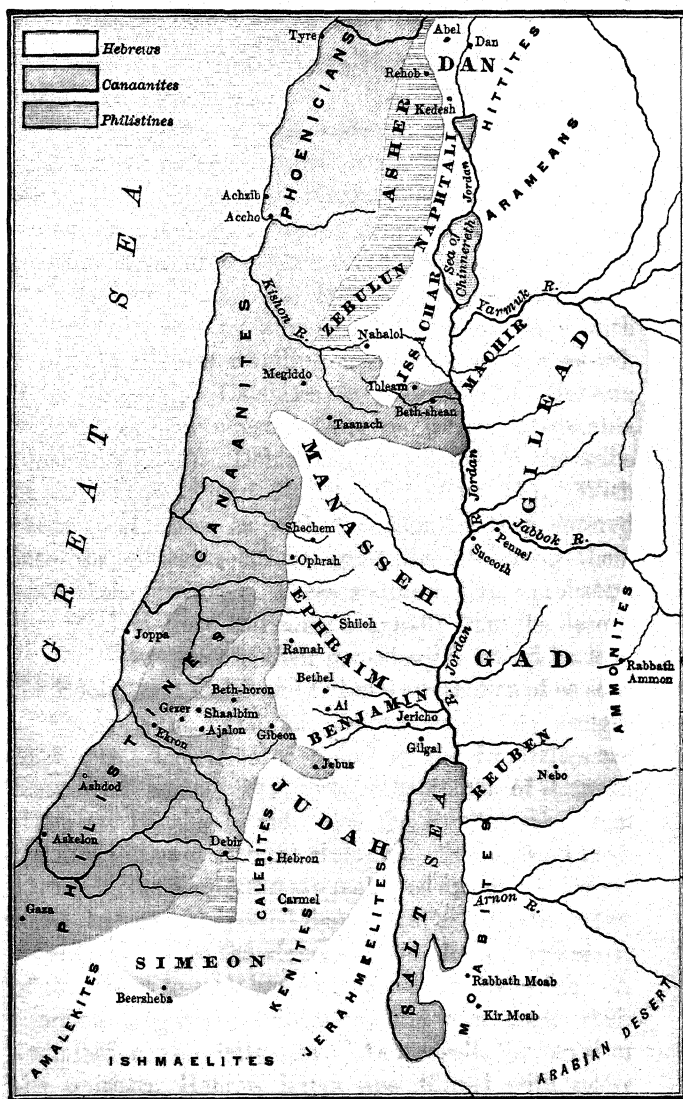 Hebrews
Canaanites
Philistines
Tyre
Abel
Dan
DAN
Rehob
Kedesh
HITTITES
PHOENICIANS
ASHER
NAPHTALI
Jordan
ARAMEANS
Achzib
Accho
Sea of
Chinnereth
GREAT SEA
Kishon R.
ZEBULUN
Yarmuk R.
Nahalol
ISSACHAR
MACHIR
Megiddo
Ibleam
Beth-shean
Taanach
CANAANITES
GILEAD
MANASSEH
R. Jordan
Shechem
Jabbok R.
Penuel
Succoth
Ophrah
EPHRAIM
Shiloh
Joppa
Ramah
GAD
AMMONITES
Rabbath
Ammon
R. Jordan
Bethel
Beth-horon
Ai
BENJAMIN
Jericho
Gezer
Shaalbim
Ajalon
Gibeon
Gilgal
Ekron
PHILISTINES
Jebus
REUBEN
Nebo
Ashdod
JUDAH
Askelon
Debir
Hebron
CALEBITES
SALT SEA
MOABITES
Carmel
Arnon R.
Gaza
KENITES
JERAHMEELITES
SIMEON
Beersheba
Rabbath Moab
Kir Moab
AMALEKITES
ISHMAELITES
ARABIAN DESERT